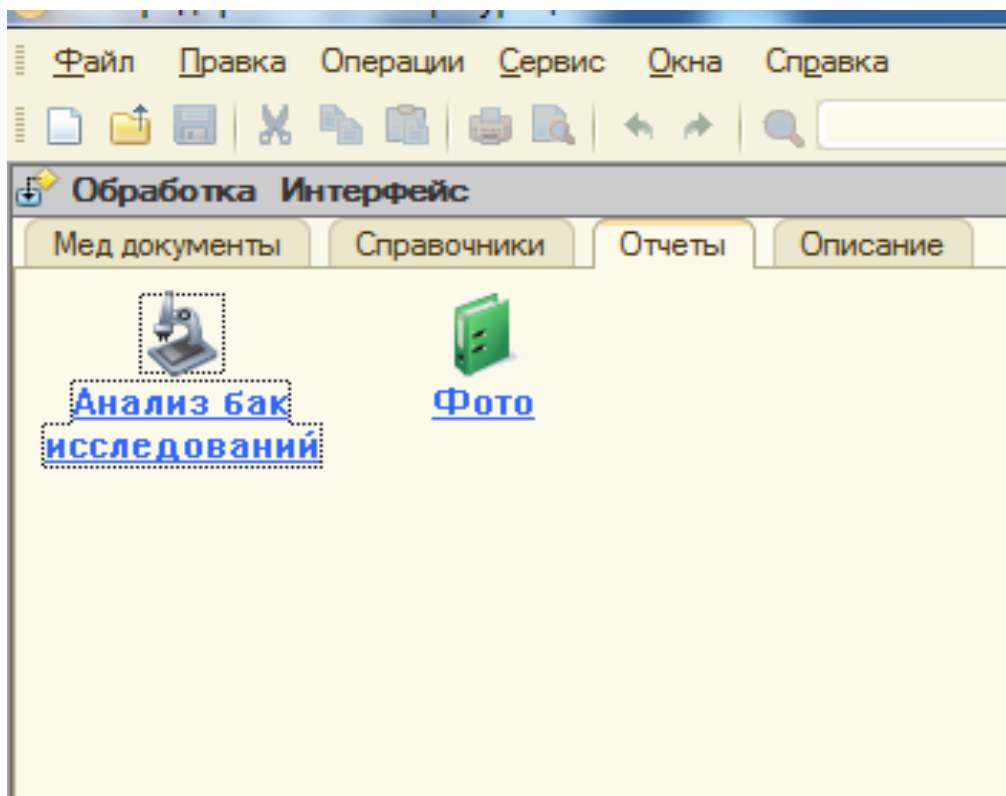 Файл Правка Операции Сервис Окна Справка
Обработка Интерфейс
Мед документы Справочники Отчеты Описание
Анализ бак
исследований
Фото